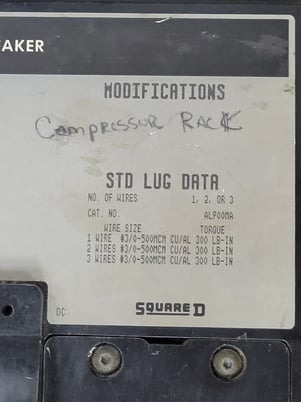 EAKER
MODIFICATIONS
COMPRESSOR RACK
STD LUG DATA
NO. OF WIRES 1, 2, OR 3
CAT. NO. AL900MA
WIRE SIZE TORQUE
1 WIRE #3/0-500MCM CU/AL 300 LB-IN
2 WIRES #3/0-500MCM CU/AL 300 LB-IN
3 WIRES #3/0-500MCM CU/AL 300 LB-IN
DC SQUARE D